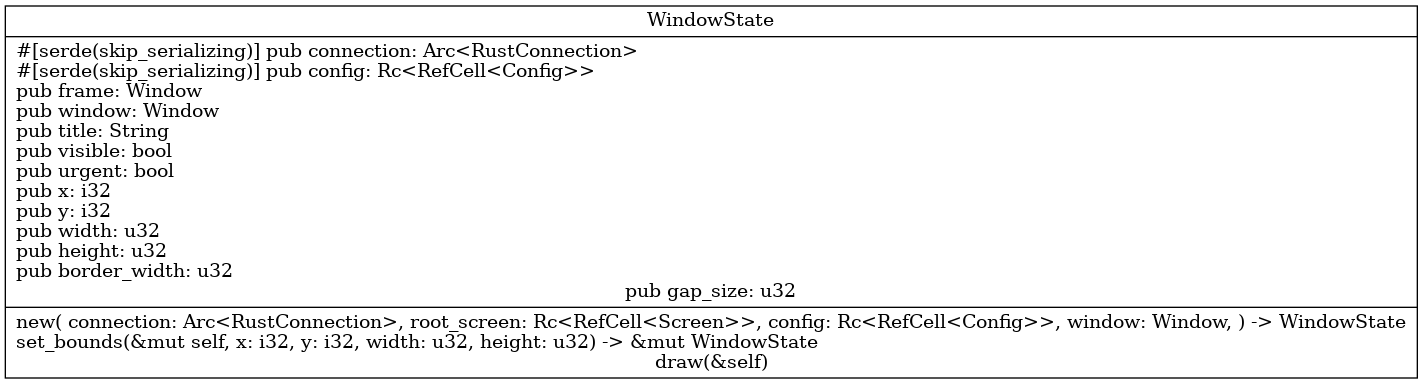 WindowState
#[serde(skip_serializing)] pub connection: Arc<RustConnection>
#[serde(skip_serializing)] pub config: Rc<RefCell<Config>>
pub frame: Window
pub window: Window
pub title: String
pub visible: bool
pub urgent: bool
pub x: i32
pub y: i32
pub width: u32
pub height: u32
pub border_width: u32
pub gap_size: u32
new( connection: Arc<RustConnection>, root_screen: Rc<RefCell<Screen>>, config: Rc<RefCell<Config>>, window: Window, ) -> WindowState
set_bounds(&mut self, x: i32, y: i32, width: u32, height: u32) -> &mut WindowState
draw(&self)